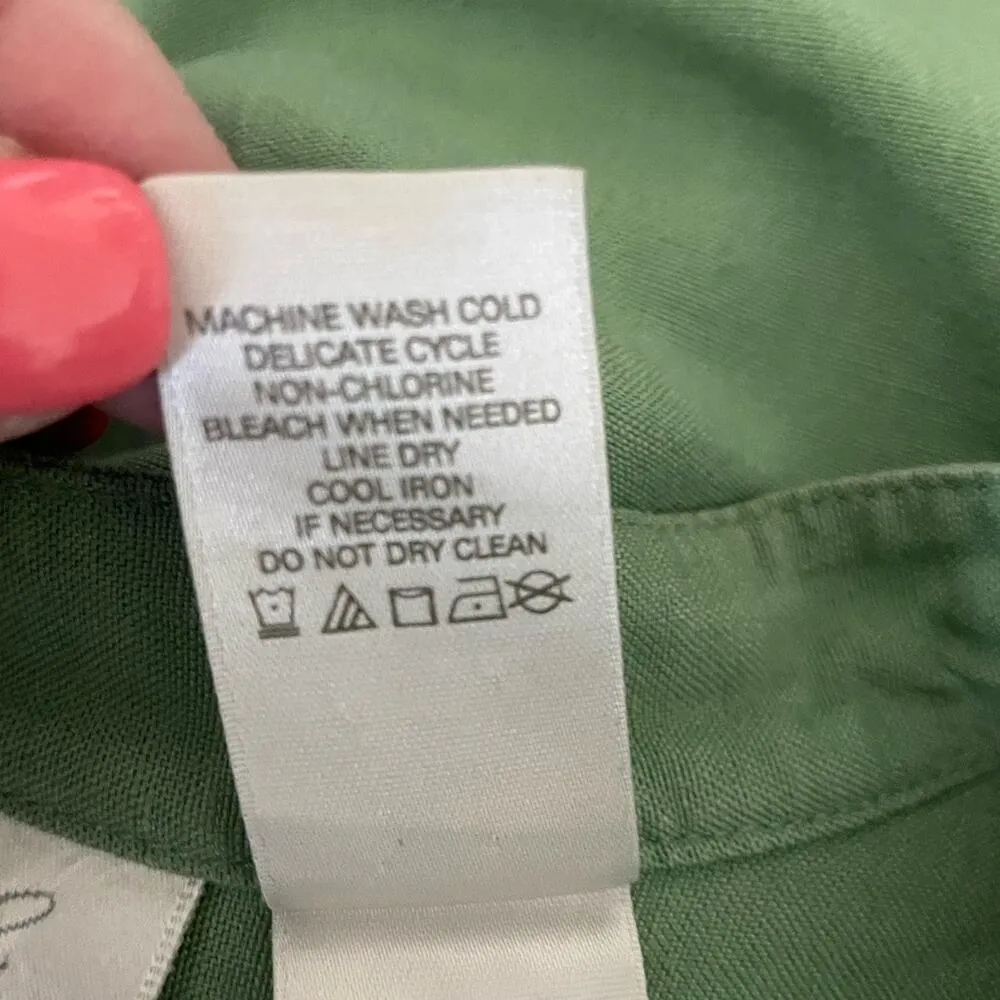 MACHINE WASH COLD
DELICATE CYCLE
NON-CHLORINE
BLEACH WHEN NEEDED
LINE DRY
COOL IRON
IF NECESSARY
DO NOT DRY CLEAN